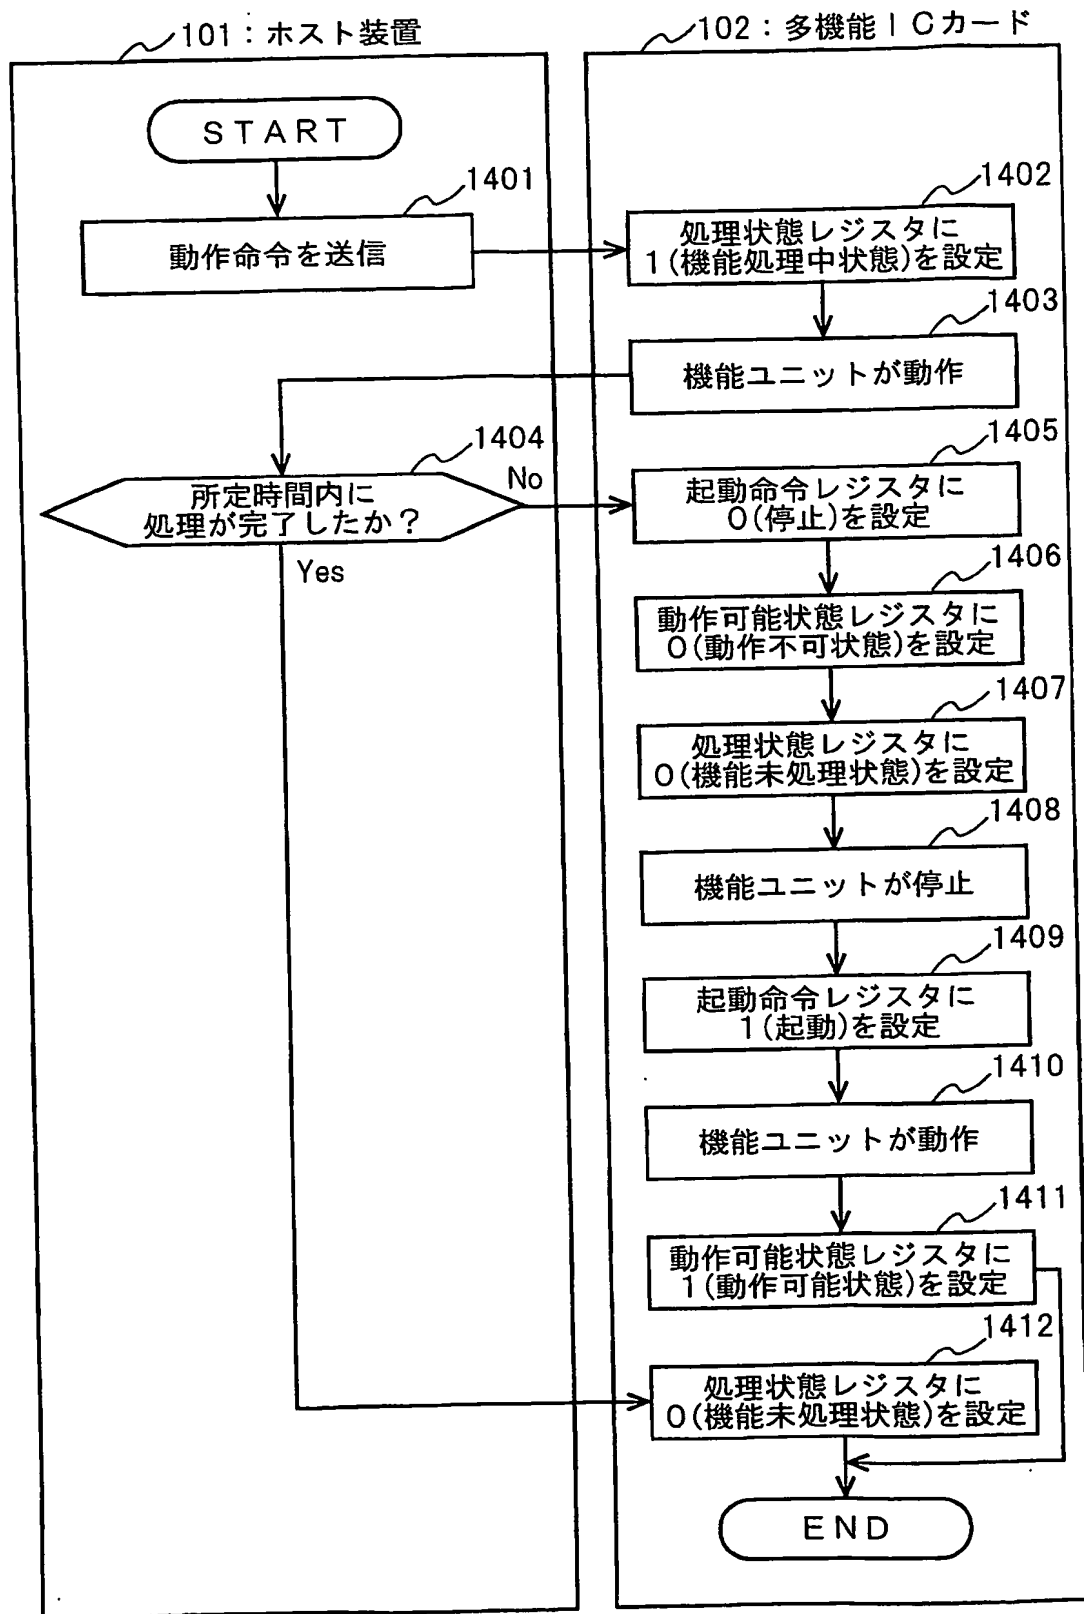 101：ホスト装置
102：多機能ＩＣカード
ＳＴＡＲＴ
1401
動作命令を送信
1402
処理状態レジスタに
１(機能処理中状態)を設定
1403
機能ユニットが動作
1404
所定時間内に
処理が完了したか？
No
Yes
1405
起動命令レジスタに
０(停止)を設定
1406
動作可能状態レジスタに
０(動作不可状態)を設定
1407
処理状態レジスタに
０(機能未処理状態)を設定
1408
機能ユニットが停止
1409
起動命令レジスタに
１(起動)を設定
1410
機能ユニットが動作
1411
動作可能状態レジスタに
１(動作可能状態)を設定
1412
処理状態レジスタに
０(機能未処理状態)を設定
ＥＮＤ